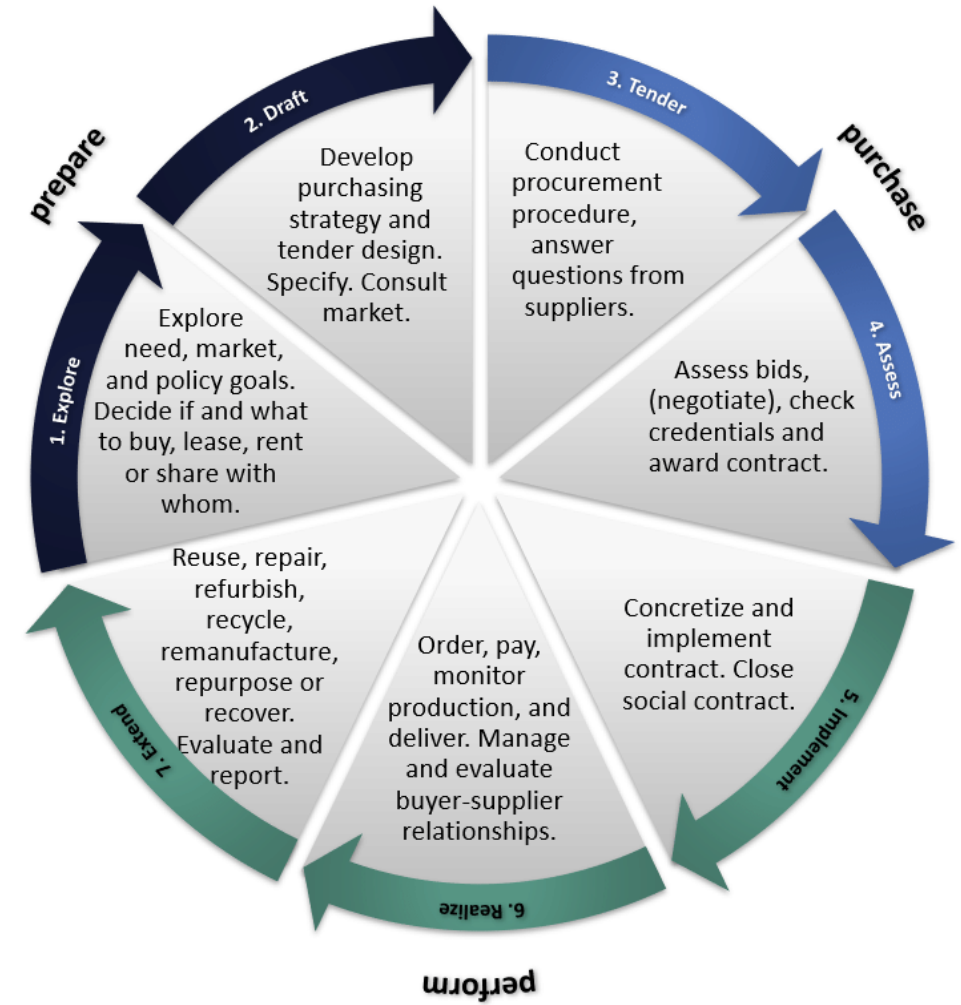 prepare
1. Explore
Explore
need, market,
and policy goals.
Decide if and what
to buy, lease, rent
or share with
whom.
2. Draft
Develop
purchasing
strategy and
tender design.
Specify. Consult
market.
purchase
3. Tender
Conduct
procurement
procedure,
answer
questions from
suppliers.
4. Assess
Assess bids,
(negotiate), check
credentials and
award contract.
perform
5. Implement
Concretize and
implement
contract. Close
social contract.
6. Realize
Order, pay,
monitor
production, and
deliver. Manage
and evaluate
buyer-supplier
relationships.
7. Extend
Reuse, repair,
refurbish,
recycle,
remanufacture,
repurpose or
recover.
Evaluate and
report.